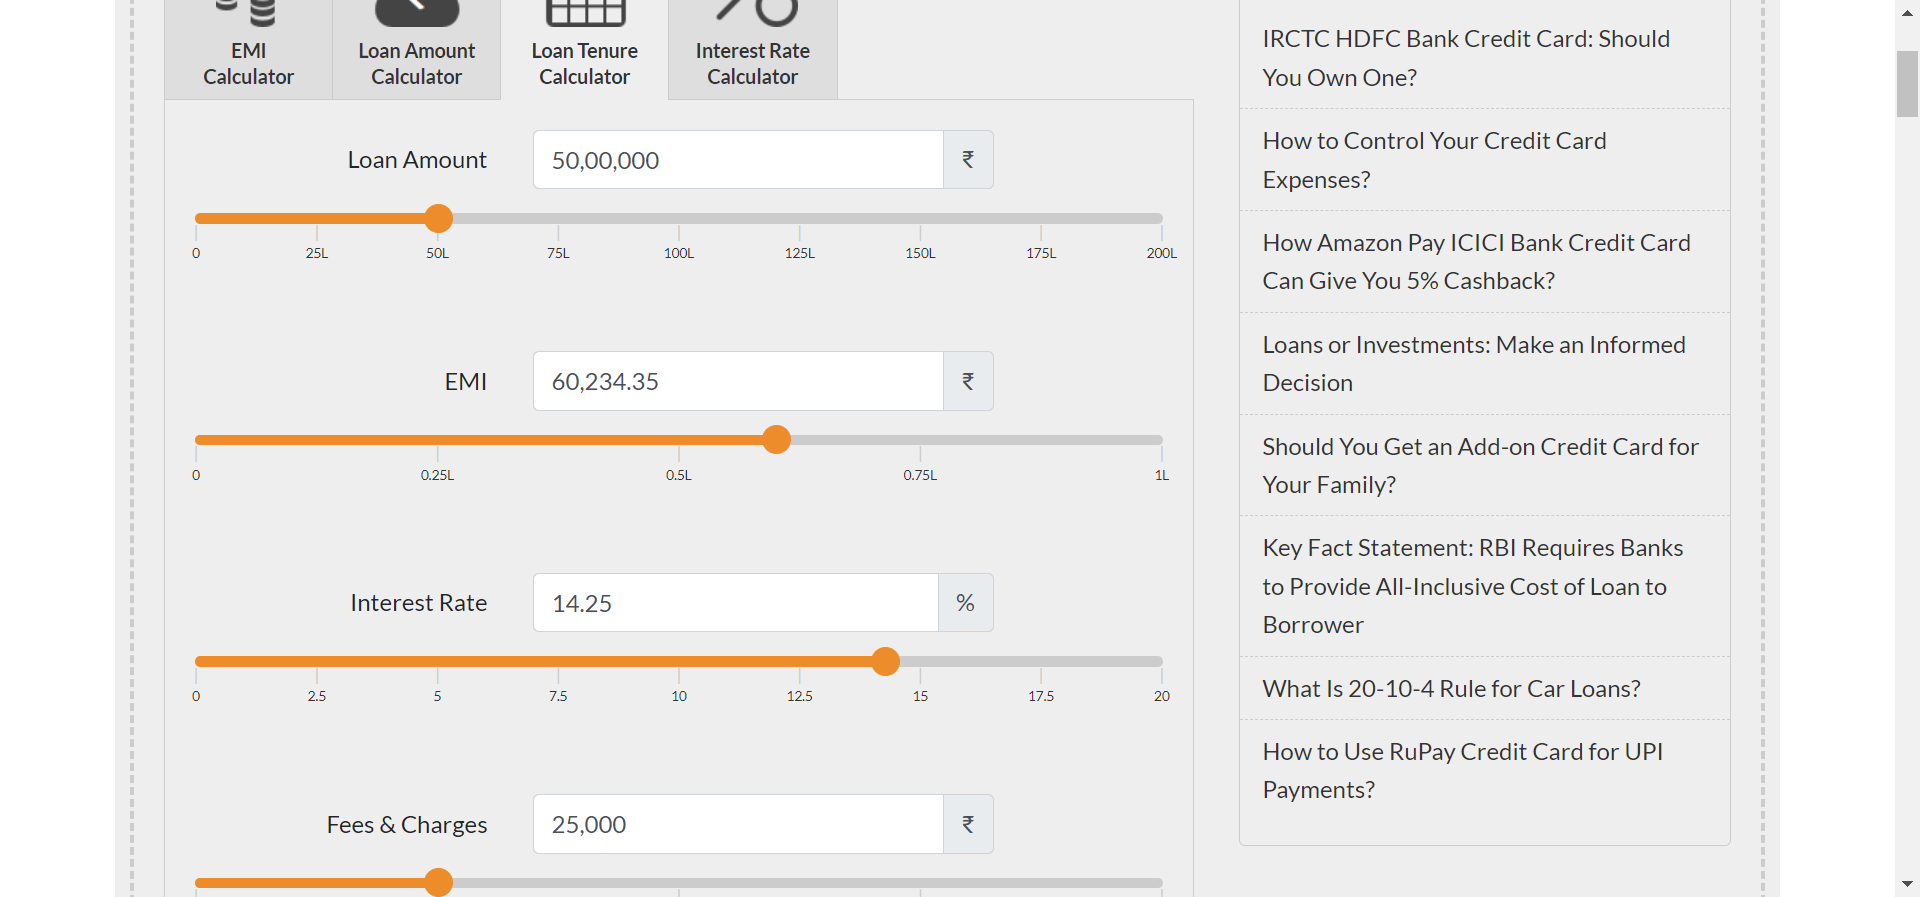 EMI
Calculator
Loan Amount
Calculator
Loan Tenure
Calculator
Interest Rate
Calculator
Loan Amount
50,00,000
₹
0 25L 50L 75L 100L 125L 150L 175L 200L
EMI
60,234.35
₹
0 0.25L 0.5L 0.75L 1L
Interest Rate
14.25
%
0 2.5 5 7.5 10 12.5 15 17.5 20
Fees & Charges
25,000
₹
IRCTC HDFC Bank Credit Card: Should
You Own One?
How to Control Your Credit Card
Expenses?
How Amazon Pay ICICI Bank Credit Card
Can Give You 5% Cashback?
Loans or Investments: Make an Informed
Decision
Should You Get an Add-on Credit Card for
Your Family?
Key Fact Statement: RBI Requires Banks
to Provide All-Inclusive Cost of Loan to
Borrower
What Is 20-10-4 Rule for Car Loans?
How to Use RuPay Credit Card for UPI
Payments?